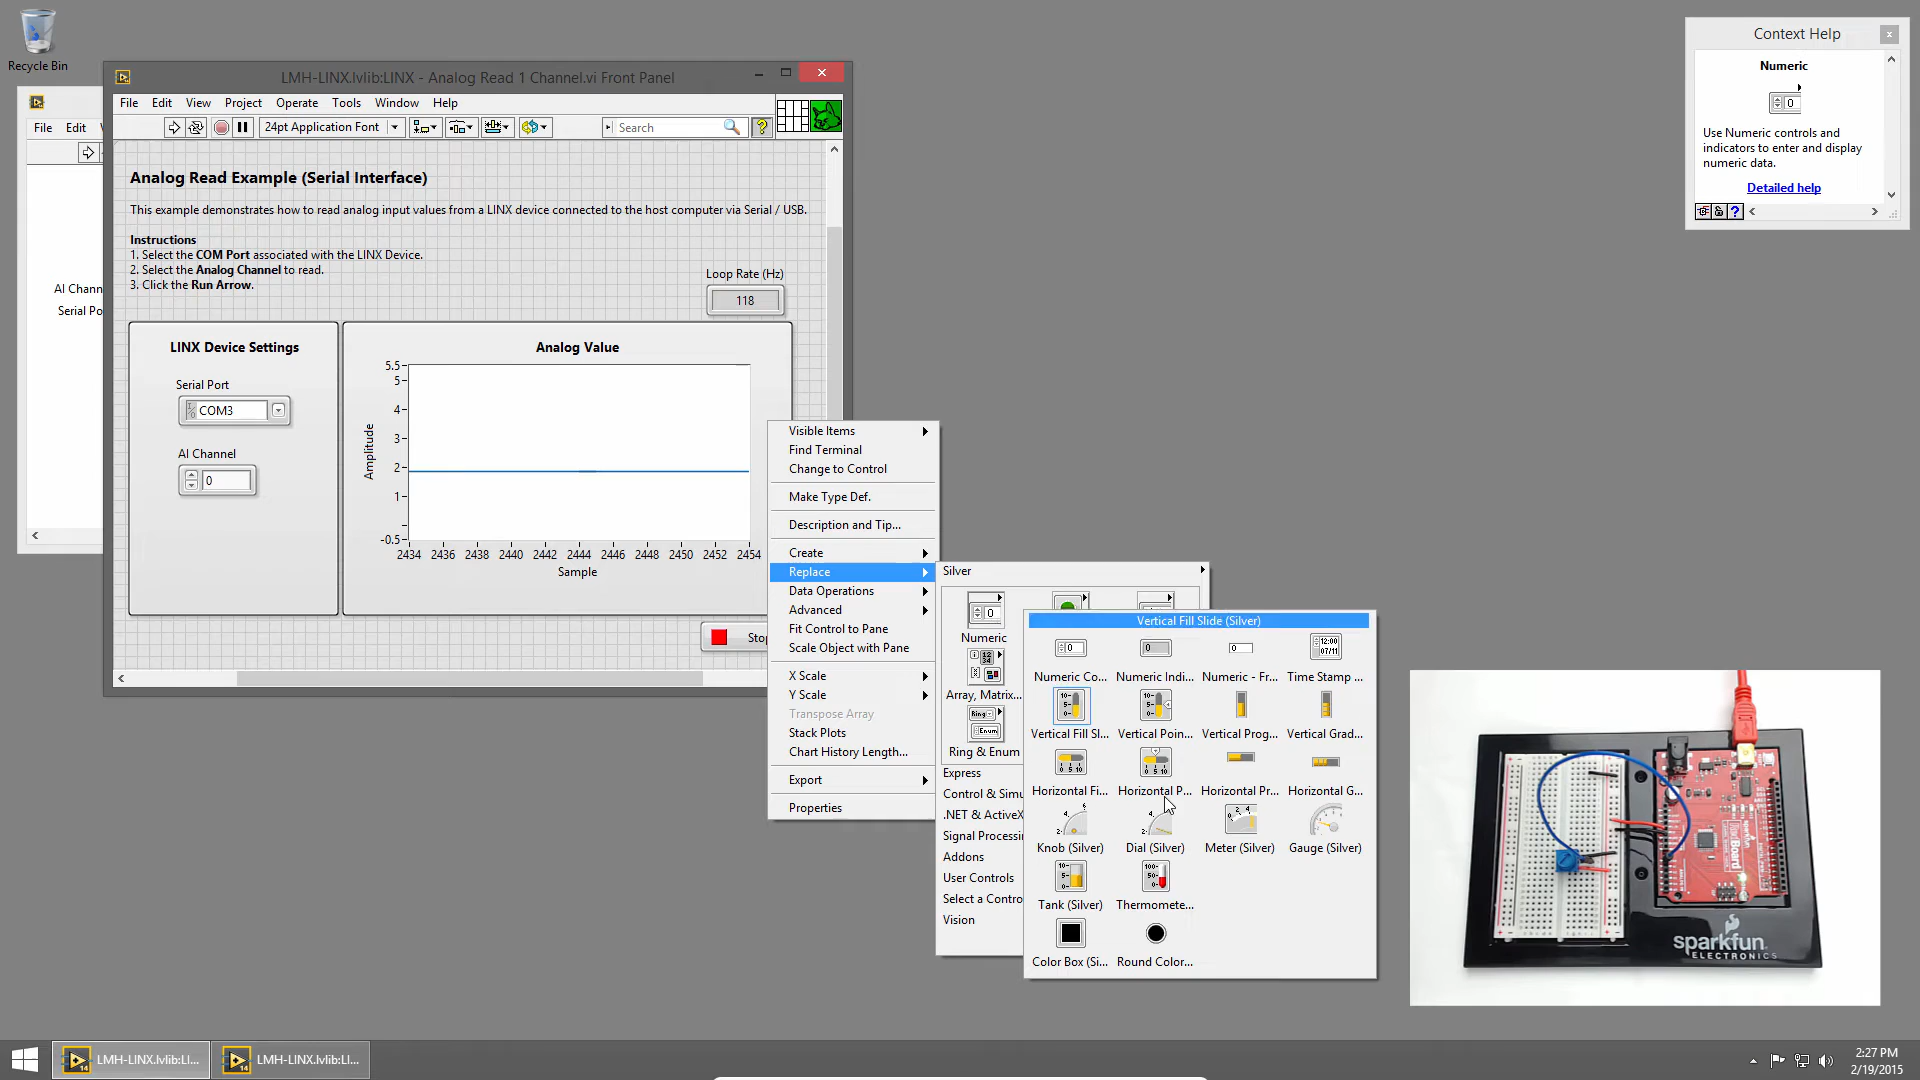 Recycle Bin
File Edit
AI Chann
Serial Po
LMH-LINX.lvlib:LINX - Analog Read 1 Channel.vi Front Panel
File Edit View Project Operate Tools Window Help
24pt Application Font
Search
Analog Read Example (Serial Interface)
This example demonstrates how to read analog input values from a LINX device connected to the host computer via Serial / USB.
Instructions
1. Select the COM Port associated with the LINX Device.
2. Select the Analog Channel to read.
3. Click the Run Arrow.
Loop Rate (Hz)
118
LINX Device Settings
Serial Port
COM3
AI Channel
0
Analog Value
5.5
5
4
3
2
1
-0.5
Amplitude
2434 2436 2438 2440 2442 2444 2446 2448 2450 2452 2454
Sample
Stop
Visible Items
Find Terminal
Change to Control
Make Type Def.
Description and Tip...
Create
Replace
Data Operations
Advanced
Fit Control to Pane
Scale Object with Pane
X Scale
Y Scale
Transpose Array
Stack Plots
Chart History Length...
Export
Properties
Silver
Numeric
Array, Matrix...
Ring & Enum
Express
Control & Simu
.NET & ActiveX
Signal Processin
Addons
User Controls
Select a Contro
Vision
Vertical Fill Slide (Silver)
Numeric Co... Numeric Indi... Numeric - Fr... Time Stamp ...
Vertical Fill Sl... Vertical Poin... Vertical Prog... Vertical Grad...
Horizontal Fi... Horizontal P... Horizontal Pr... Horizontal G...
Knob (Silver) Dial (Silver) Meter (Silver) Gauge (Silver)
Tank (Silver) Thermomete...
Color Box (Si... Round Color...
Context Help
Numeric
0
Use Numeric controls and
indicators to enter and display
numeric data.
Detailed help
sparkfun
ELECTRONICS
LMH-LINX.lvlib:LI... LMH-LINX.lvlib:LI...
2:27 PM
2/19/2015